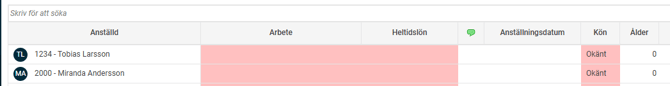 Skriv för att söka
Anställd Arbete Heltidslön Anställningsdatum Kön Ålder
TL 1234 - Tobias Larsson Okänt 0
MA 2000 - Miranda Andersson Okänt 0